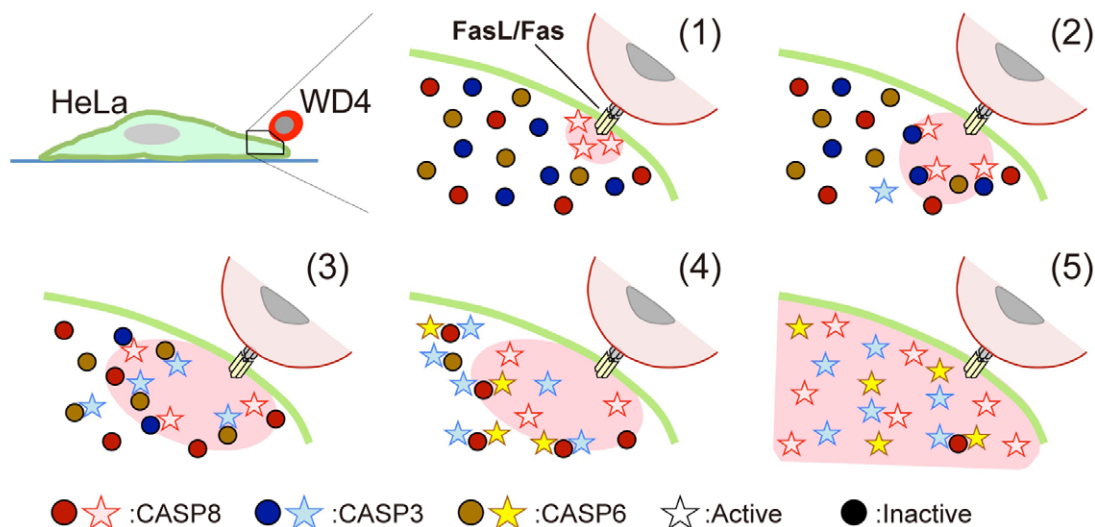 HeLa
WD4
FasL/Fas
(1)
(2)
(3)
(4)
(5)
:CASP8 :CASP3 :CASP6 :Active :Inactive